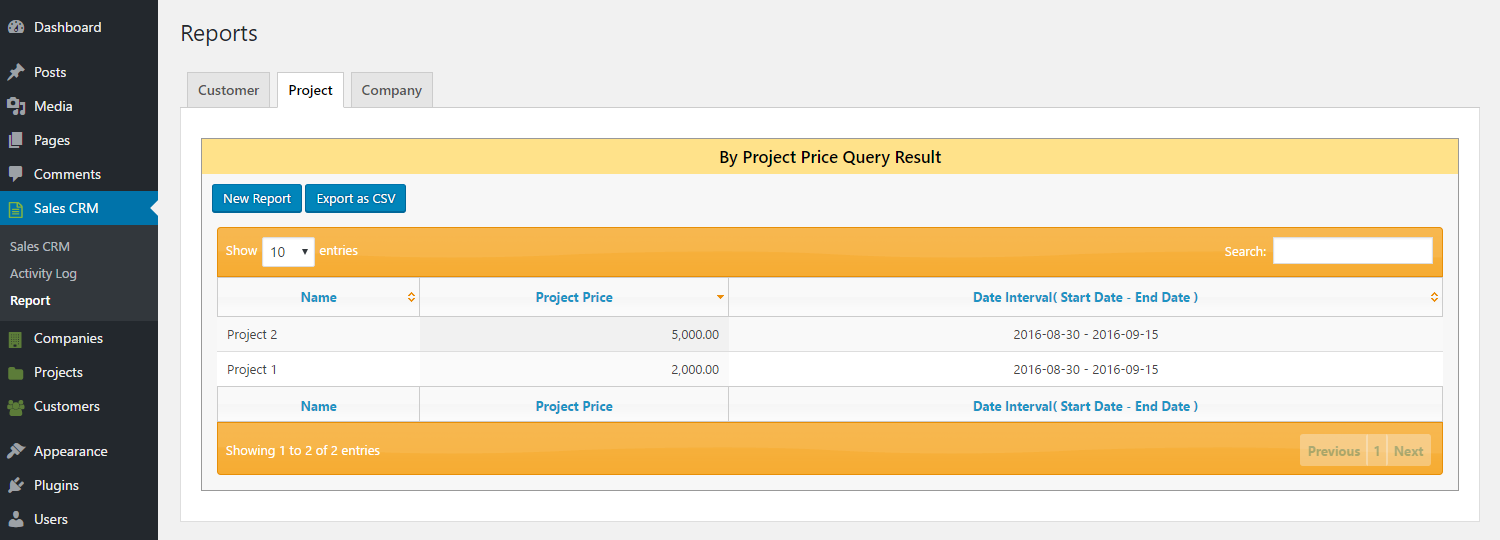 Dashboard
Posts
Media
Pages
Comments
Sales CRM
Sales CRM
Activity Log
Report
Companies
Projects
Customers
Appearance
Plugins
Users
Reports
Customer Project Company
By Project Price Query Result
New Report Export as CSV
Show 10 entries Search:
Name Project Price Date Interval( Start Date - End Date )
Project 2 5,000.00 2016-08-30 - 2016-09-15
Project 1 2,000.00 2016-08-30 - 2016-09-15
Name Project Price Date Interval( Start Date - End Date )
Showing 1 to 2 of 2 entries Previous 1 Next